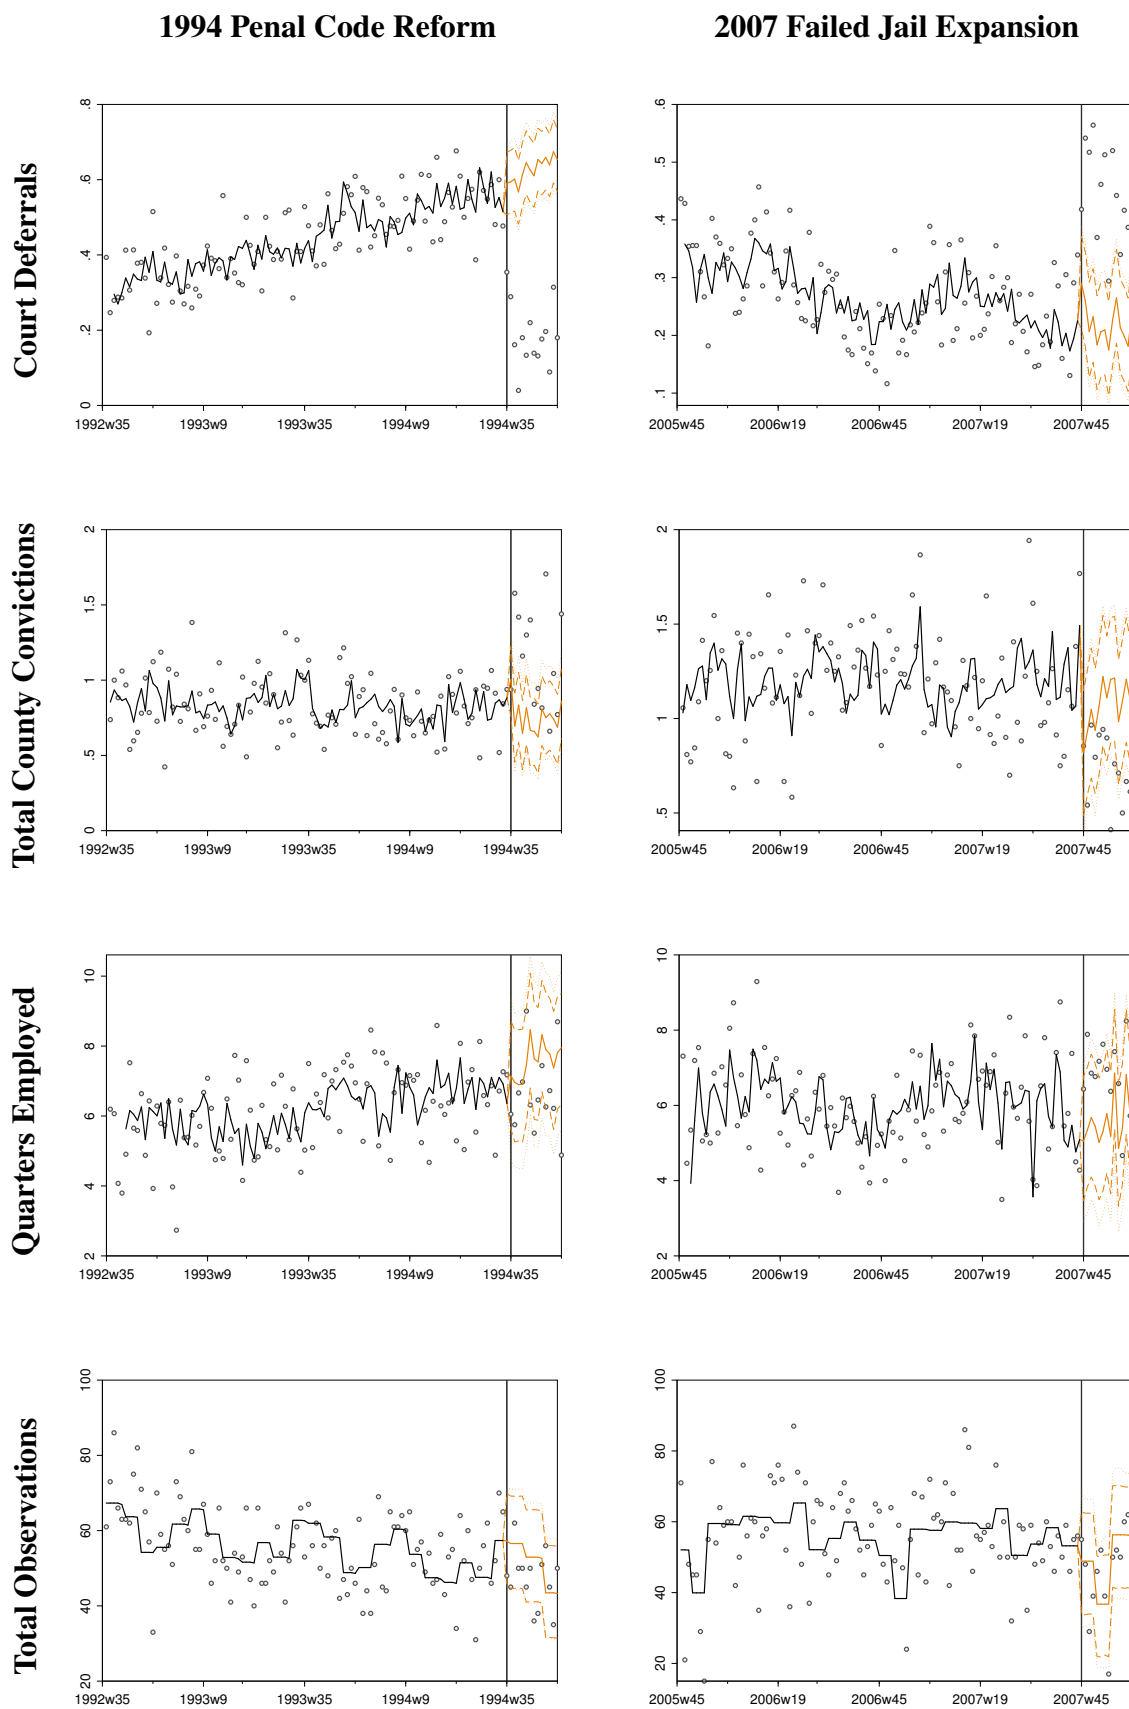 1994 Penal Code Reform 2007 Failed Jail Expansion
Court Deferrals
0 .2 .4 .6 .8
1992w35 1993w9 1993w35 1994w9 1994w35
.1 .2 .3 .4 .5 .6
2005w45 2006w19 2006w45 2007w19 2007w45
Total County Convictions
0 .5 1 1.5 2
1992w35 1993w9 1993w35 1994w9 1994w35
.5 1 1.5 2
2005w45 2006w19 2006w45 2007w19 2007w45
Quarters Employed
2 4 6 8 10
1992w35 1993w9 1993w35 1994w9 1994w35
2 4 6 8 10
2005w45 2006w19 2006w45 2007w19 2007w45
Total Observations
20 40 60 80 100
1992w35 1993w9 1993w35 1994w9 1994w35
20 40 60 80 100
2005w45 2006w19 2006w45 2007w19 2007w45